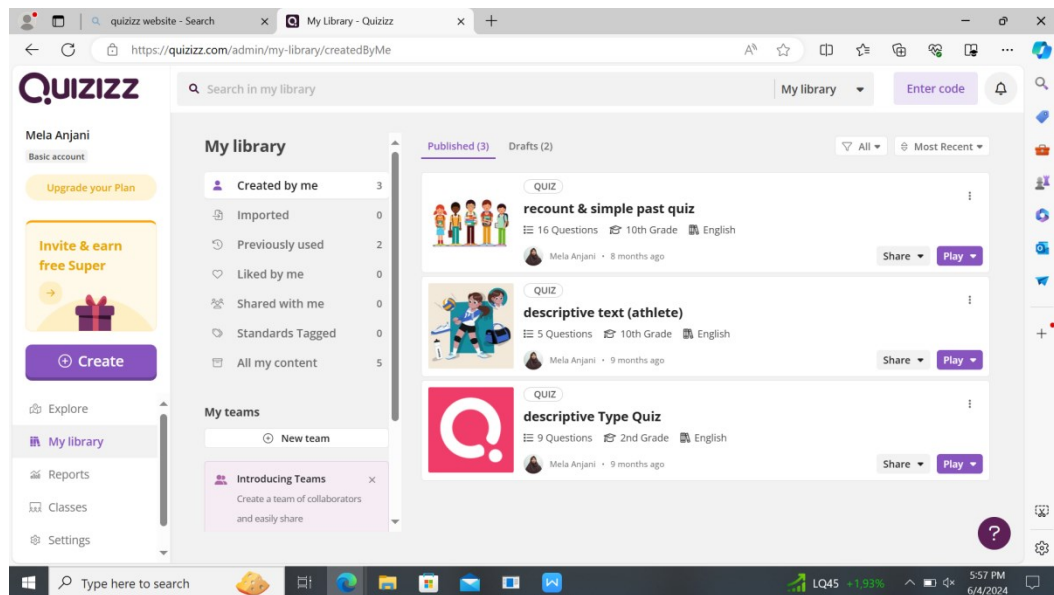 quizizz website - Search
My Library - Quizizz
https://quizizz.com/admin/my-library/createdByMe
QUIZIZZ
Search in my library
My library
Enter code
Mela Anjani
Basic account
Upgrade your Plan
Invite & earn
free Super
Create
Explore
My library
Reports
Classes
Settings
My library
Created by me 3
Imported 0
Previously used 2
Liked by me 0
Shared with me 0
Standards Tagged 0
All my content 5
My teams
New team
Introducing Teams
Create a team of collaborators
and easily share
Published (3) Drafts (2)
All
Most Recent
QUIZ
recount & simple past quiz
16 Questions 10th Grade English
Mela Anjani • 8 months ago
Share Play
QUIZ
descriptive text (athlete)
5 Questions 10th Grade English
Mela Anjani • 9 months ago
Share Play
QUIZ
descriptive Type Quiz
9 Questions 2nd Grade English
Mela Anjani • 9 months ago
Share Play
?
Type here to search
LQ45 +1,93%
5:57 PM
6/4/2024